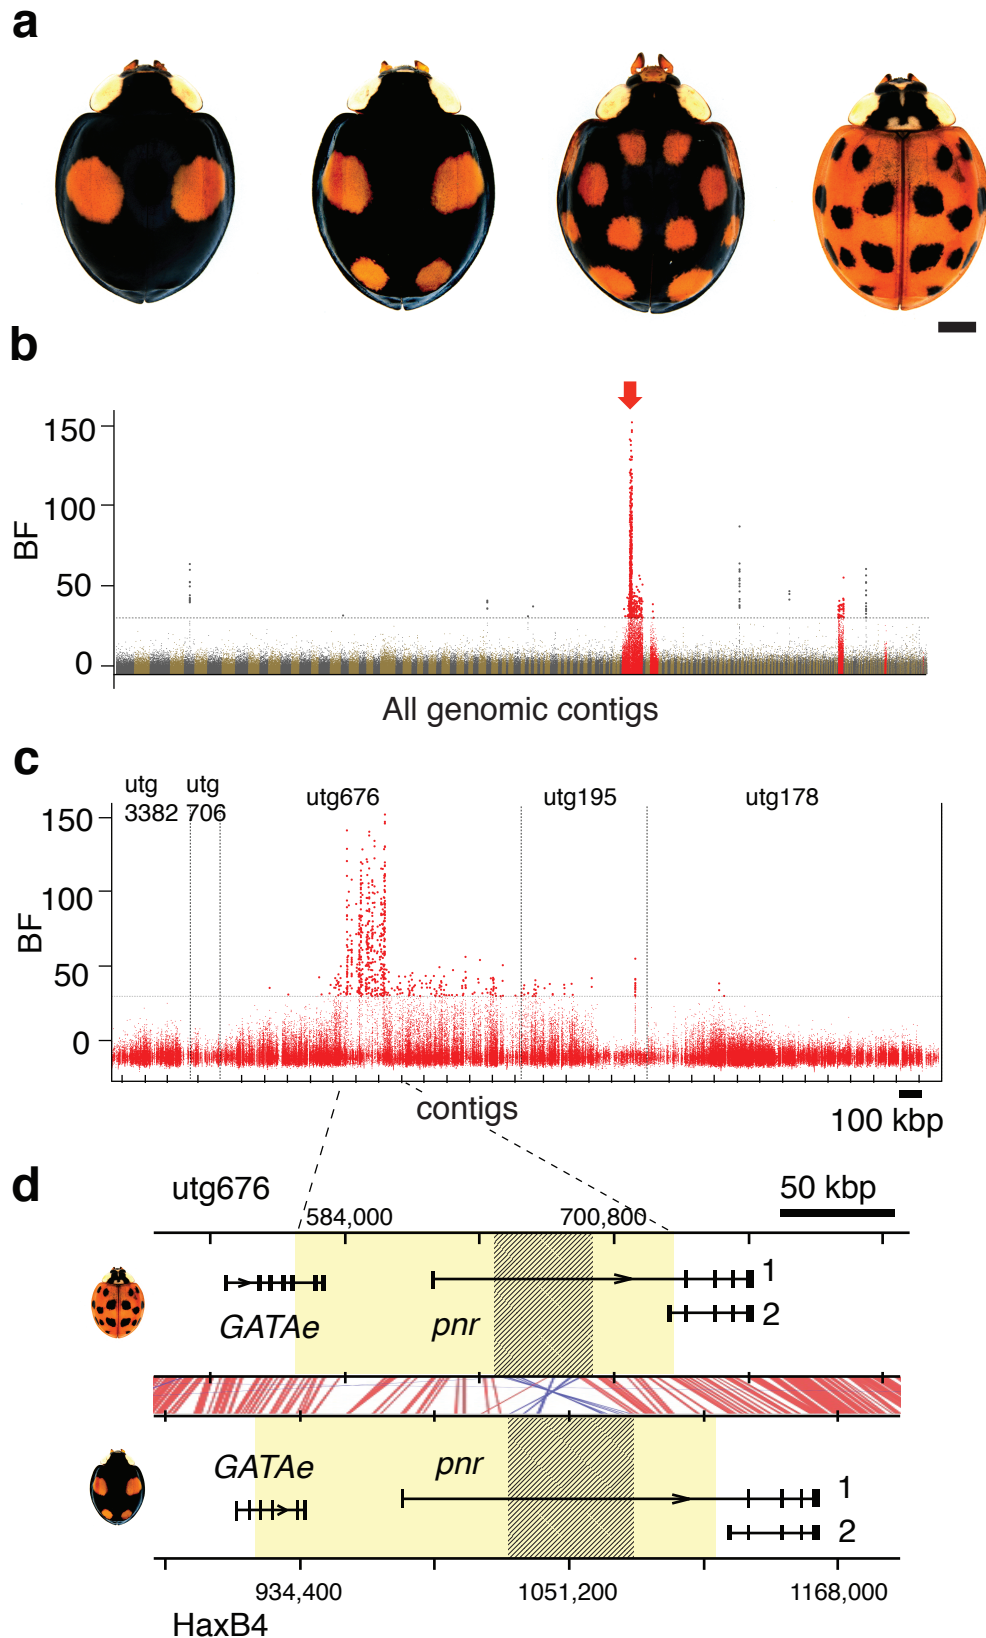 a
b
150
100
50
0
BF
All genomic contigs
c
utg utg
3382 706 utg676 utg195 utg178
150
100
50
0
BF
contigs
100 kbp
d
utg676
50 kbp
584,000 700,800
1
2
GATAe pnr
GATAe pnr
1
2
934,400 1051,200 1168,000
HaxB4